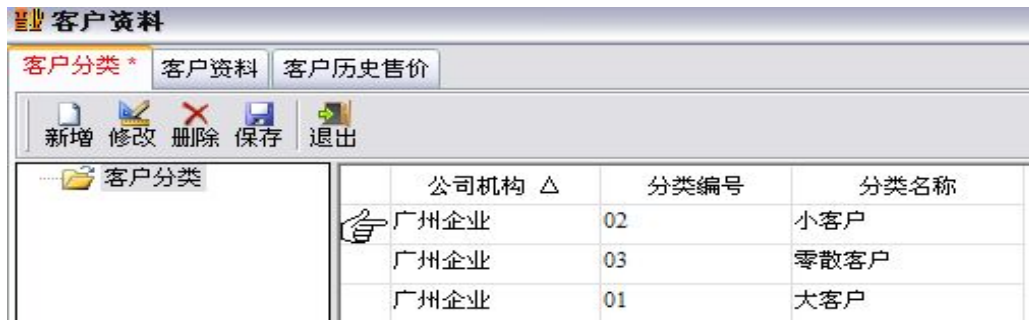 客户资料
客户分类 * 客户资料 客户历史售价
新增 修改 删除 保存 退出
客户分类
公司机构 △ 分类编号 分类名称
广州企业 02 小客户
广州企业 03 零散客户
广州企业 01 大客户